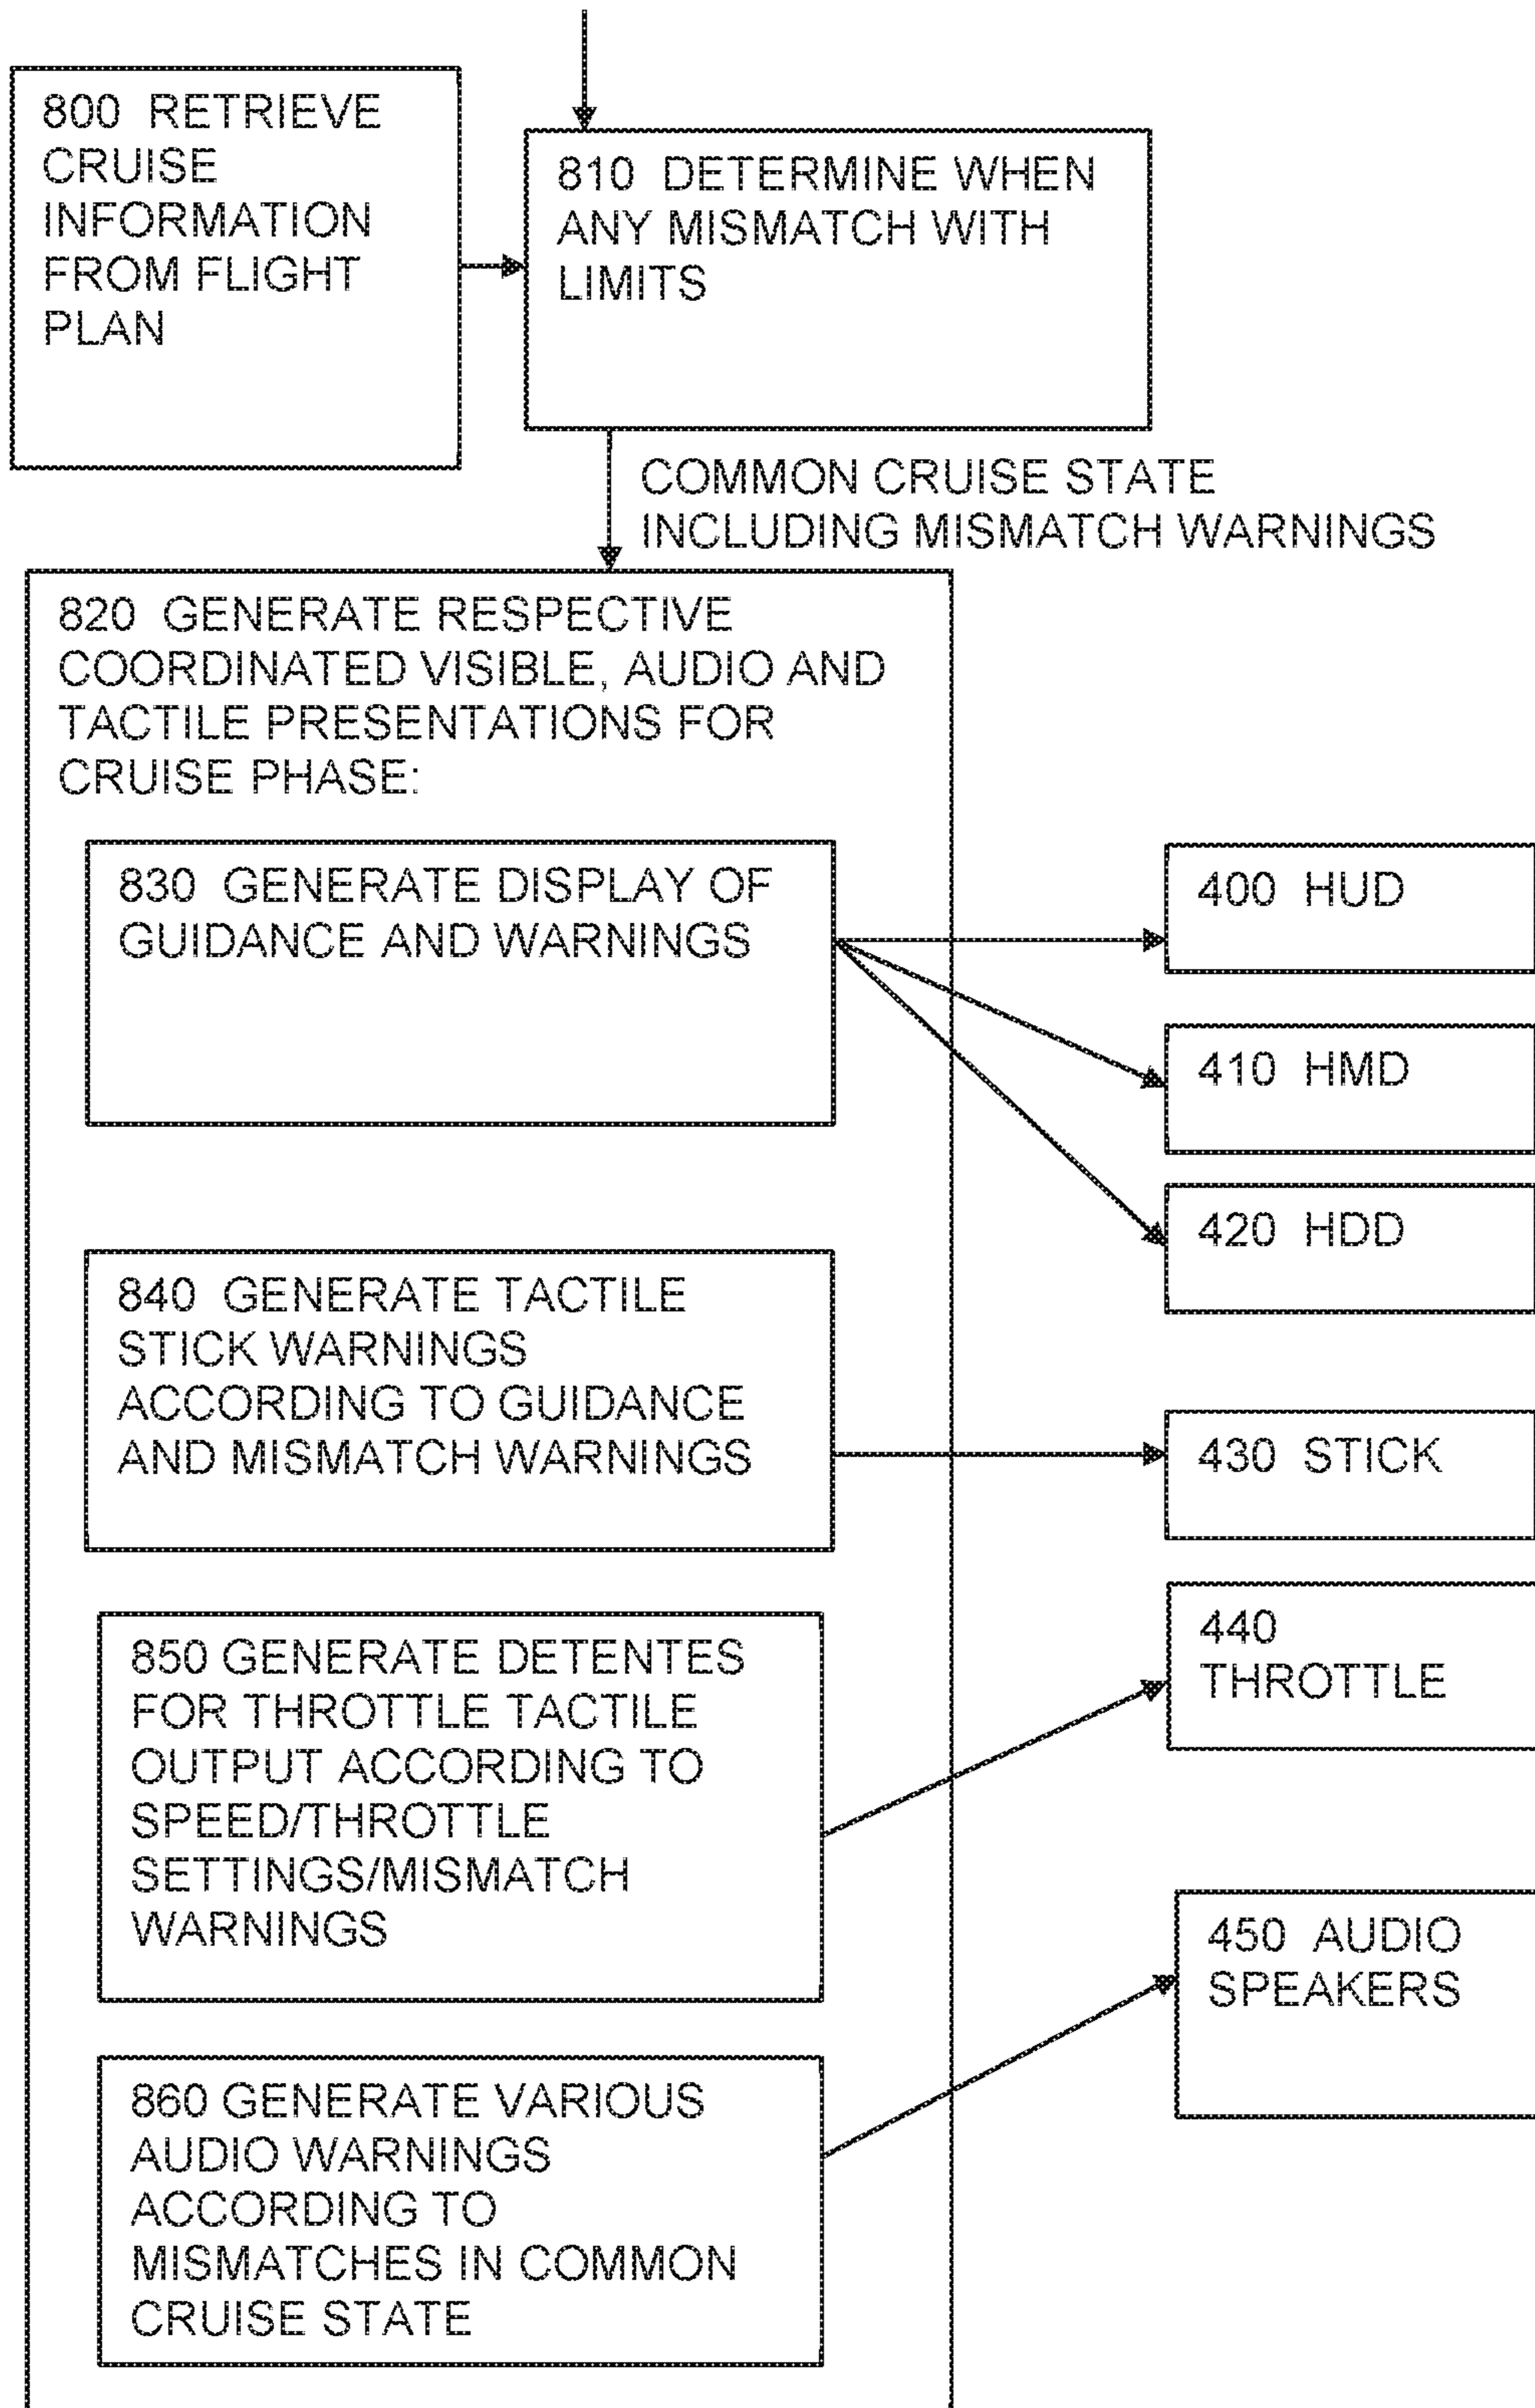 800 RETRIEVE
CRUISE
INFORMATION
FROM FLIGHT
PLAN
810 DETERMINE WHEN
ANY MISMATCH WITH
LIMITS
COMMON CRUISE STATE
INCLUDING MISMATCH WARNINGS
820 GENERATE RESPECTIVE
COORDINATED VISIBLE, AUDIO AND
TACTILE PRESENTATIONS FOR
CRUISE PHASE:
830 GENERATE DISPLAY OF
GUIDANCE AND WARNINGS
400 HUD
410 HMD
420 HDD
840 GENERATE TACTILE
STICK WARNINGS
ACCORDING TO GUIDANCE
AND MISMATCH WARNINGS
430 STICK
850 GENERATE DETENTES
FOR THROTTLE TACTILE
OUTPUT ACCORDING TO
SPEED/THROTTLE
SETTINGS/MISMATCH
WARNINGS
440
THROTTLE
860 GENERATE VARIOUS
AUDIO WARNINGS
ACCORDING TO
MISMATCHES IN COMMON
CRUISE STATE
450 AUDIO
SPEAKERS